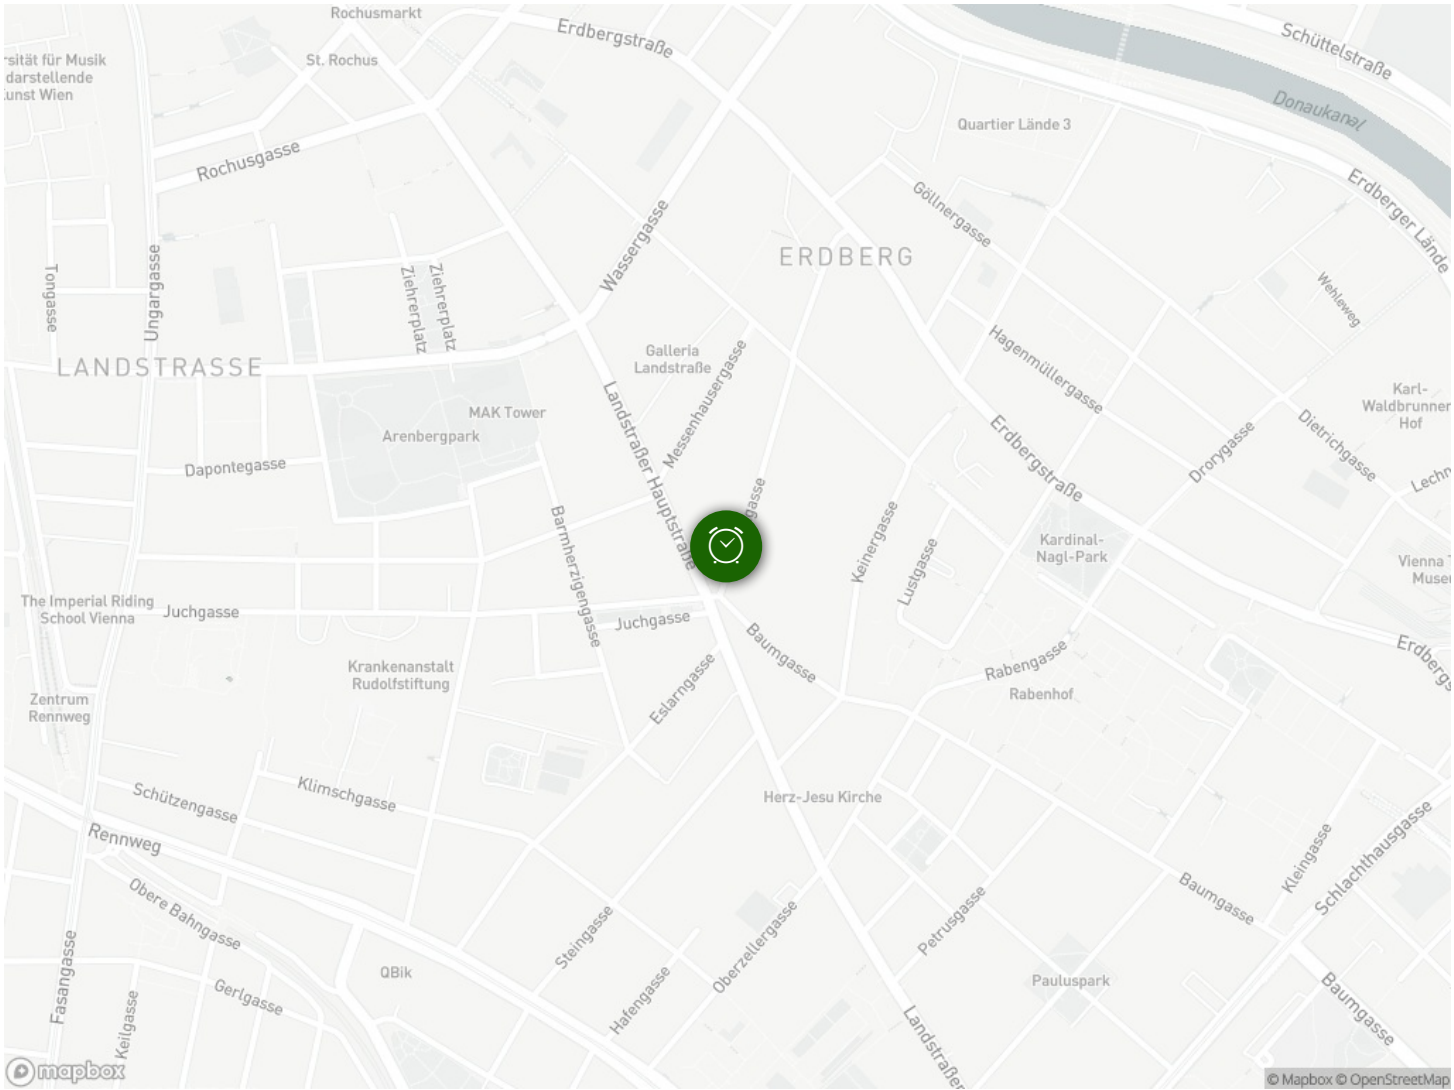 Rochusmarkt
Erdbergstraße
Schüttelstraße
St. Rochus
rsität für Musik
darstellende
unst Wien
Donaukanal
Quartier Lände 3
Rochusgasse
Erdberger Lände
Göllnergasse
Wassergasse
ERDBERG
Tongasse
Ungargasse
Ziehrerplatz
Ziehrerplatz
Wehleweg
Galleria
Landstraße
Hagenmüllergasse
LANDSTRASSE
Messenhausergasse
Landstraßer Hauptstraße
MAK Tower
Arenbergpark
Karl-
Waldbrunner
Hof
Dapontegasse
Erdbergstraße
Drorygasse
Dietrichgasse
Lechn
gasse
Barmherzigengasse
Keinergasse
Lustgasse
Kardinal-
Nagl-Park
Vienna T
Museu
The Imperial Riding
School Vienna
Juchgasse
Juchgasse
Baumgasse
Erdbergs
Krankenanstalt
Rudolfstiftung
Eslarngasse
Rabengasse
Rabenhof
Zentrum
Rennweg
Schützengasse
Klimschgasse
Herz-Jesu Kirche
Rennweg
Kleingasse
Schlachthausgasse
Obere Bahngasse
Baumgasse
Fasangasse
Steingasse
Oberzellergasse
Petrusgasse
QBik
Pauluspark
Gerlgasse
Hafengasse
Keilgasse
Landstraßer
Baumgasse
mapbox
© Mapbox © OpenStreetMap